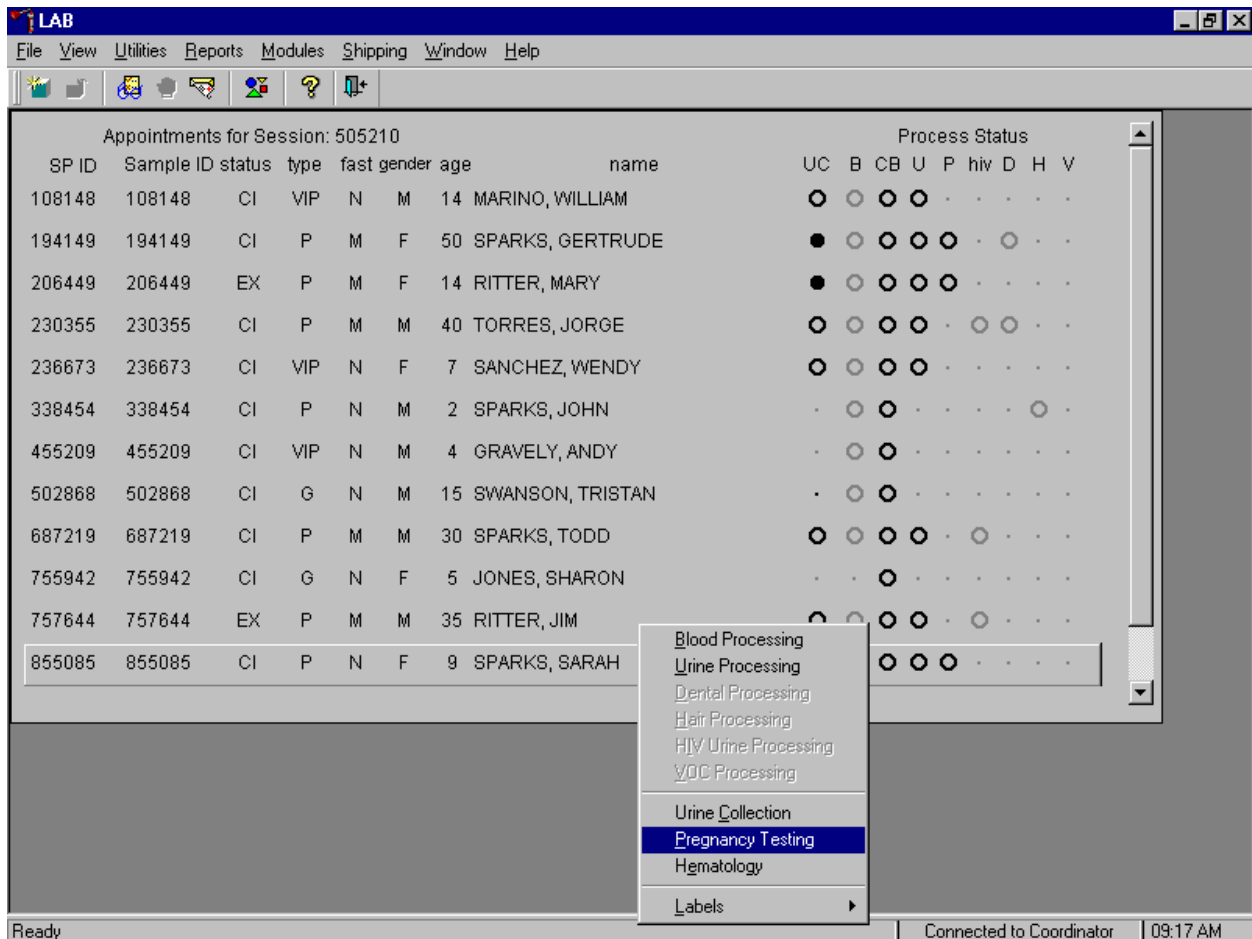 LAB
File View Utilities Reports Modules Shipping Window Help
Appointments for Session: 505210 Process Status
SP ID Sample ID status type fast gender age name UC B CB U P hiv D H V
108148 108148 CI VIP N M 14 MARINO, WILLIAM
194149 194149 CI P M F 50 SPARKS, GERTRUDE
206449 206449 EX P M F 14 RITTER, MARY
230355 230355 CI P M M 40 TORRES, JORGE
236673 236673 CI VIP N F 7 SANCHEZ, WENDY
338454 338454 CI P N M 2 SPARKS, JOHN
455209 455209 CI VIP N M 4 GRAVELY, ANDY
502868 502868 CI G N M 15 SWANSON, TRISTAN
687219 687219 CI P M M 30 SPARKS, TODD
755942 755942 CI G N F 5 JONES, SHARON
757644 757644 EX P M M 35 RITTER, JIM
855085 855085 CI P N F 9 SPARKS, SARAH
Blood Processing
Urine Processing
Dental Processing
Hair Processing
HIV Urine Processing
VOC Processing
Urine Collection
Pregnancy Testing
Hematology
Labels
Ready Connected to Coordinator 09:17 AM